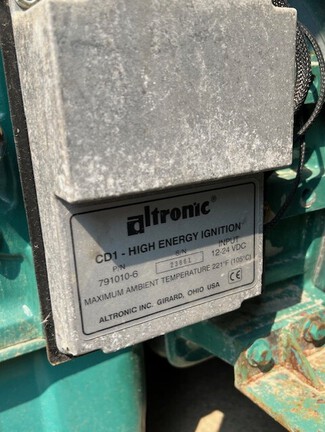 altronic®
CD1 - HIGH ENERGY IGNITION
P/N S/N INPUT
791010-6 12-24 VDC
MAXIMUM AMBIENT TEMPERATURE 221°F (105°C)
CE
ALTRONIC INC. GIRARD, OHIO USA